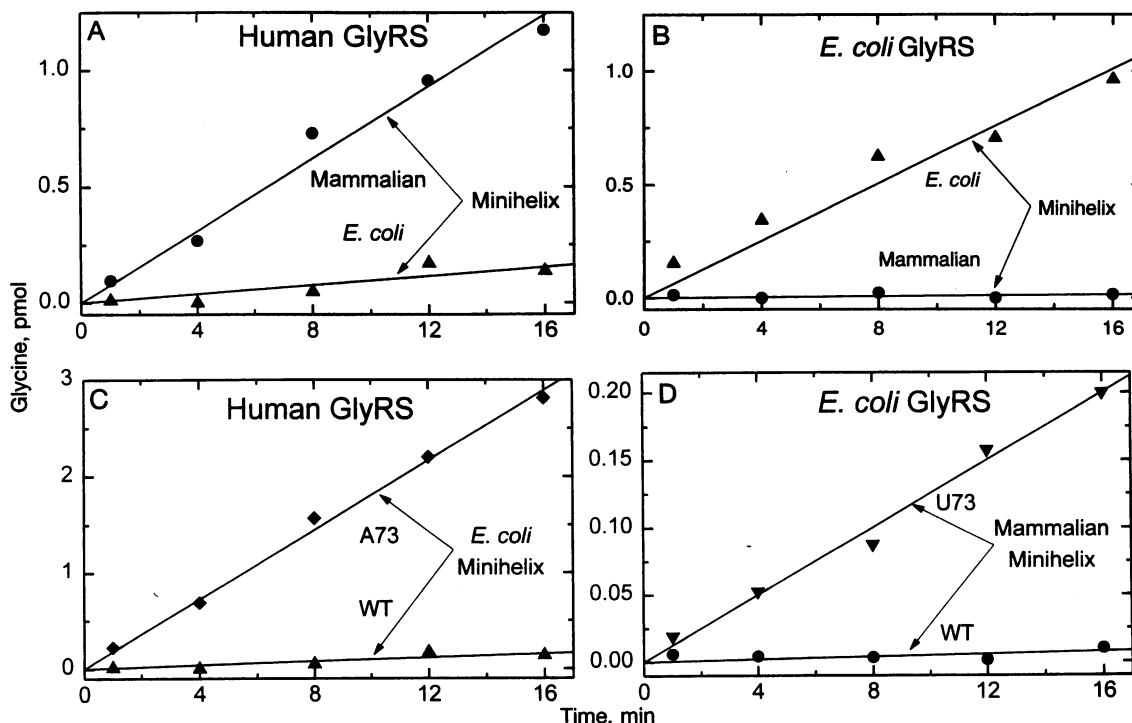 A
Human GlyRS
1.0
0.5
0.0
Mammalian
E. coli
Minihelix
0 4 8 12 16
B
E. coli GlyRS
1.0
0.5
0.0
E. coli
Minihelix
Mammalian
0 4 8 12 16
Glycine, pmol
C
Human GlyRS
3
2
1
0
A73
E. coli
Minihelix
WT
0 4 8 12 16
D
E. coli GlyRS
0.20
0.15
0.10
0.05
0.00
U73
Mammalian
Minihelix
WT
0 4 8 12 16
Time, min